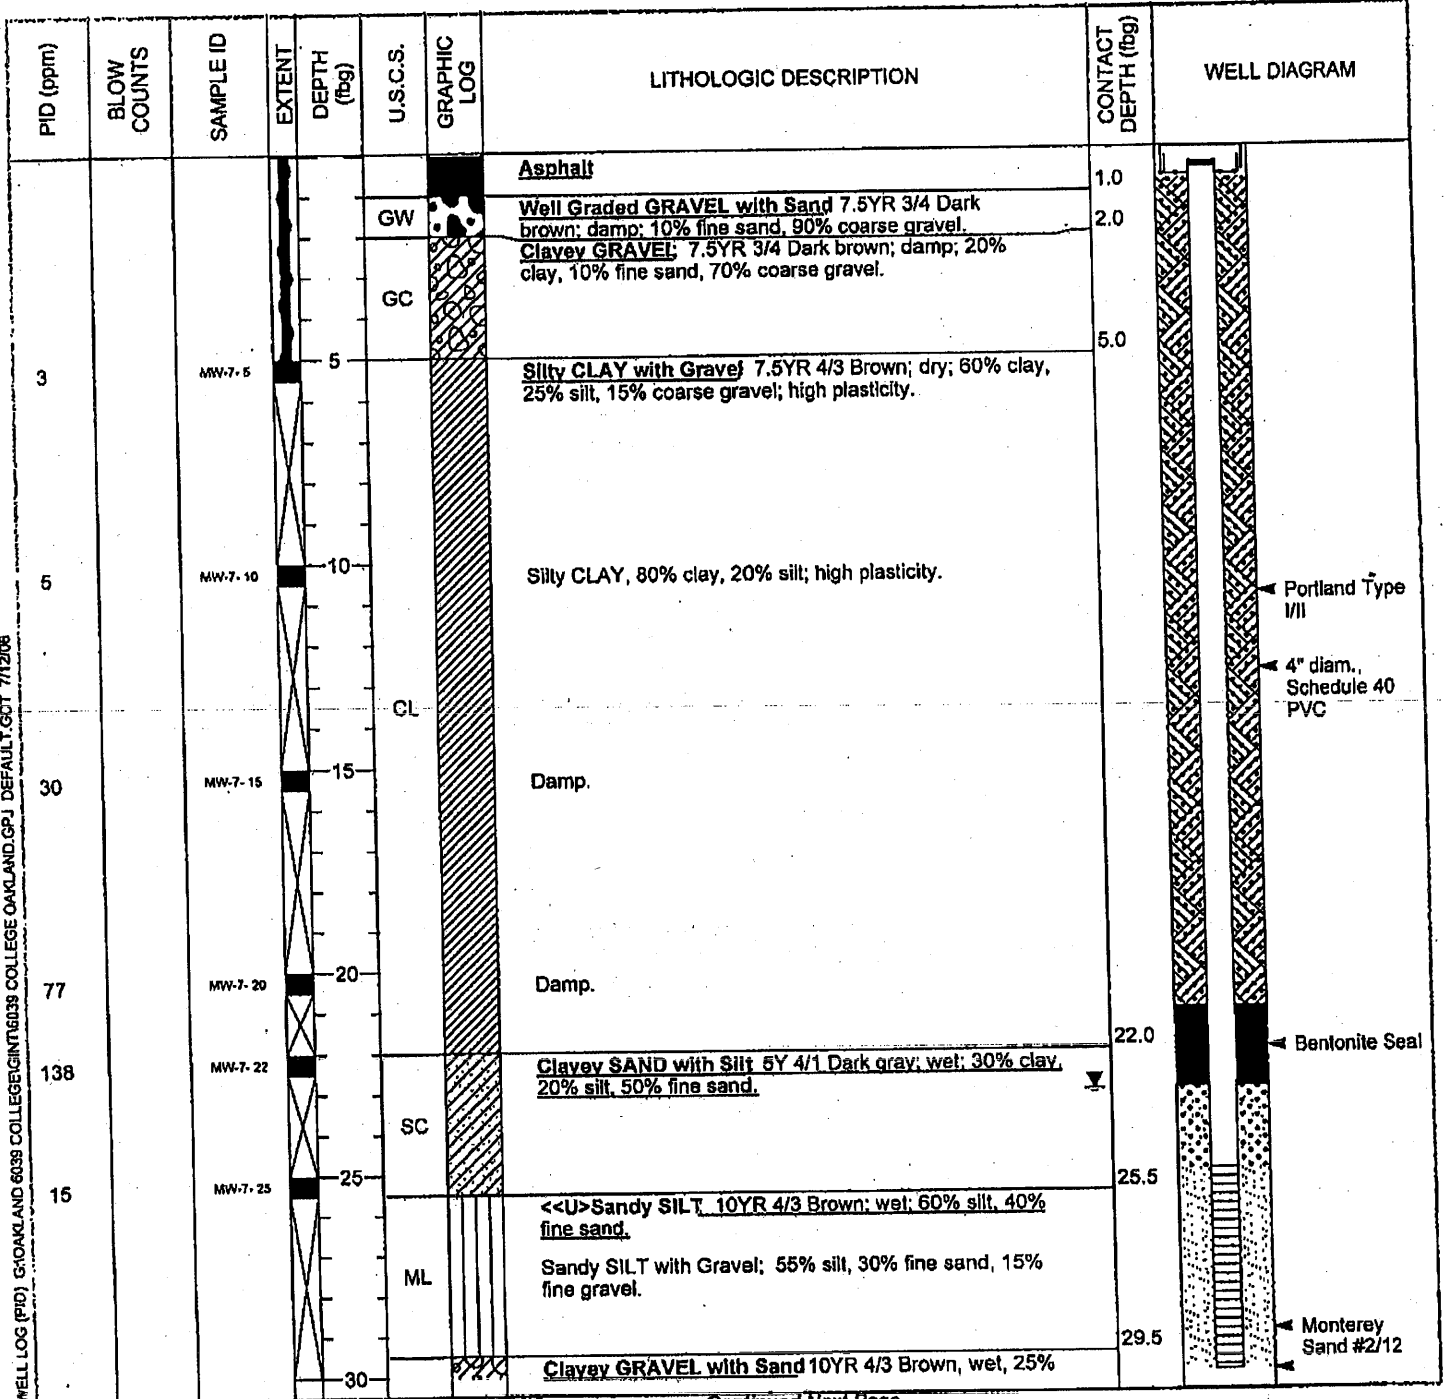 PID (ppm)
BLOW
COUNTS
SAMPLE ID
EXTENT
DEPTH
(fbg)
U.S.C.S.
GRAPHIC
LOG
LITHOLOGIC DESCRIPTION
CONTACT
DEPTH (fbg)
WELL DIAGRAM
Asphalt
1.0
GW
Well Graded GRAVEL with Sand 7.5YR 3/4 Dark
brown; damp; 10% fine sand, 90% coarse gravel.
2.0
GC
Clayey GRAVEL; 7.5YR 3/4 Dark brown; damp; 20%
clay, 10% fine sand, 70% coarse gravel.
5.0
3
MW-7-5
5
Silty CLAY with Gravel 7.5YR 4/3 Brown; dry; 60% clay,
25% silt, 15% coarse gravel; high plasticity.
5
MW-7-10
10
Silty CLAY, 80% clay, 20% silt; high plasticity.
Portland Type
I/II
4" diam.,
Schedule 40
PVC
CL
30
MW-7-15
15
Damp.
77
MW-7-20
20
Damp.
22.0
Bentonite Seal
138
MW-7-22
Clayey SAND with Silt 5Y 4/1 Dark gray; wet; 30% clay,
20% silt, 50% fine sand.
SC
15
MW-7-25
25
25.5
<<U>Sandy SILT, 10YR 4/3 Brown; wet; 60% silt, 40%
fine sand.
ML
Sandy SILT with Gravel; 55% silt, 30% fine sand, 15%
fine gravel.
29.5
Monterey
Sand #2/12
30
Clayey GRAVEL with Sand 10YR 4/3 Brown, wet, 25%
Continued Next Page
WELL LOG (PID) G:\OAKLAND 6039 COLLEGE\GINT\6039 COLLEGE OAKLAND.GPJ DEFAULT.GDT 7/12/06